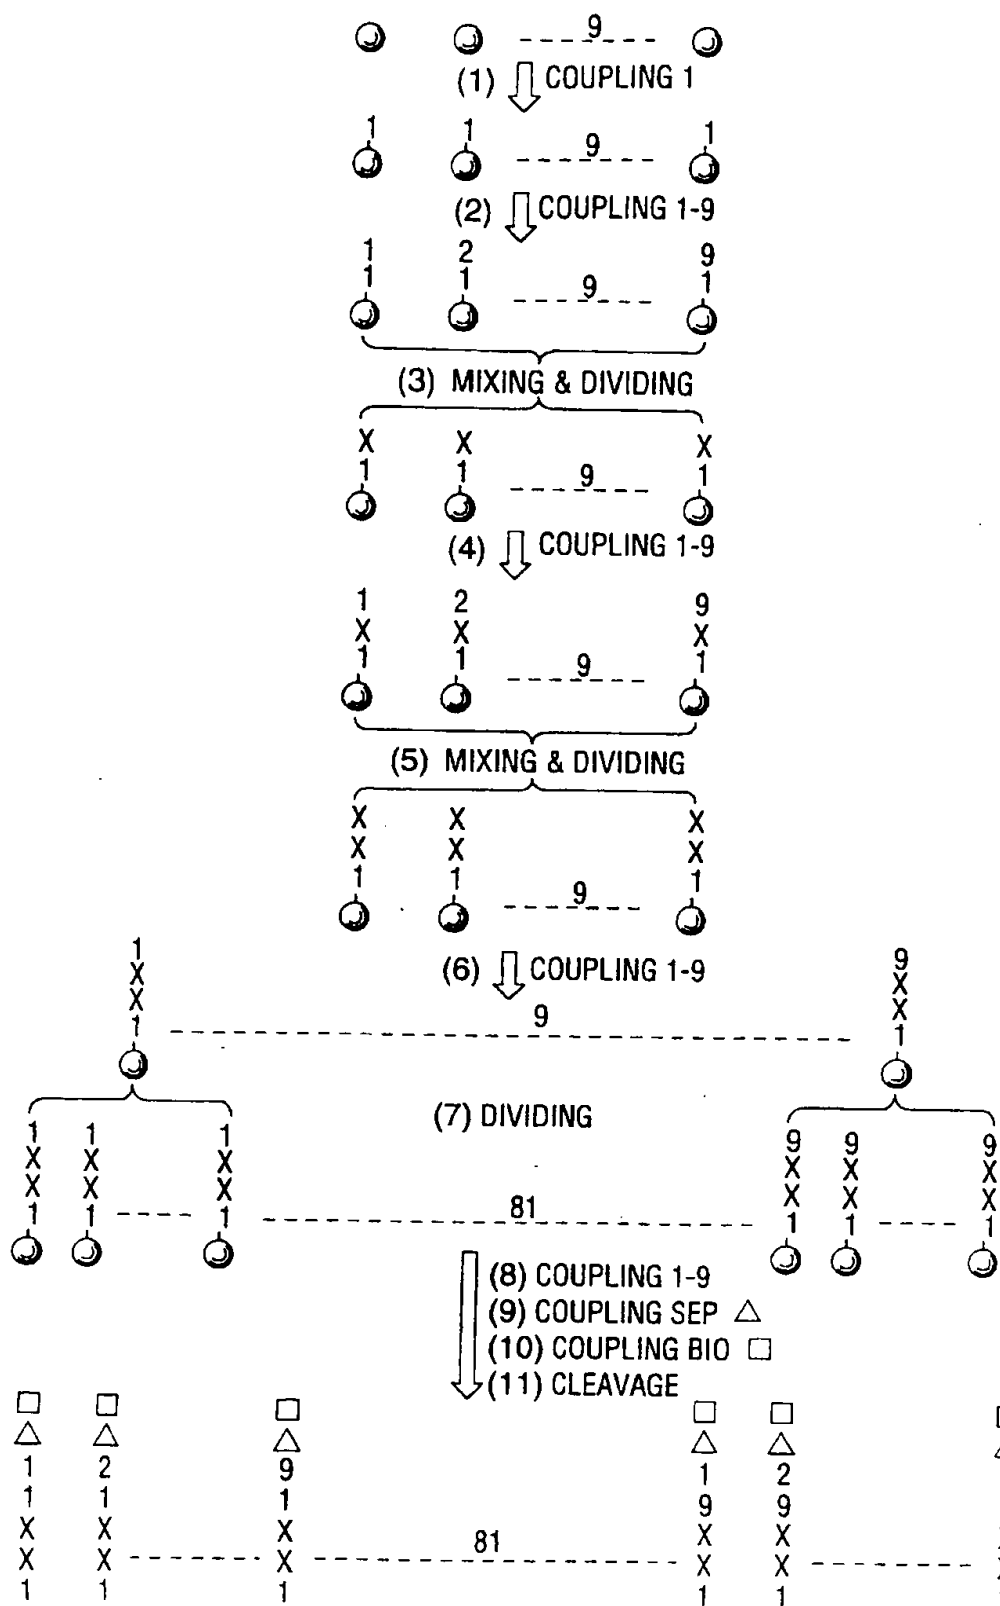 9
(1) COUPLING 1
1 1 9 1
(2) COUPLING 1-9
1 2 9
1 1 9 1
(3) MIXING & DIVIDING
X X X
1 1 9 1
(4) COUPLING 1-9
1 2 9
X X X
1 1 9 1
(5) MIXING & DIVIDING
X X X
X X X
1 1 9 1
(6) COUPLING 1-9
1 9
X X
X X
1 9 1
(7) DIVIDING
1 1 1 9 9 9
X X X X X X
X X X X X X
1 1 1 81 1 1 1
(8) COUPLING 1-9
(9) COUPLING SEP
(10) COUPLING BIO
(11) CLEAVAGE
1 2 9 1 2
1 1 1 9 9
X X X X X
X X X 81 X X
1 1 1 1 1